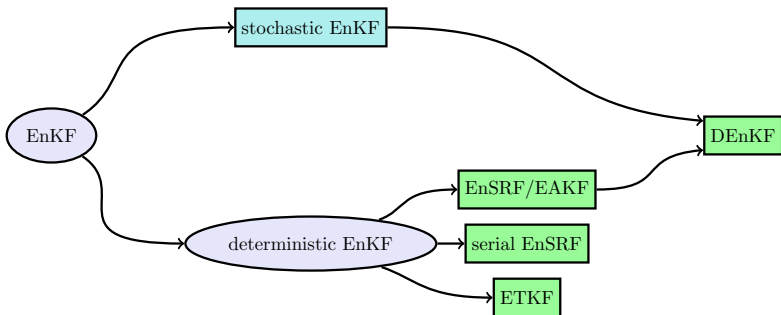 stochastic EnKF
EnKF
DEnKF
EnSRF/EAKF
deterministic EnKF
serial EnSRF
ETKF